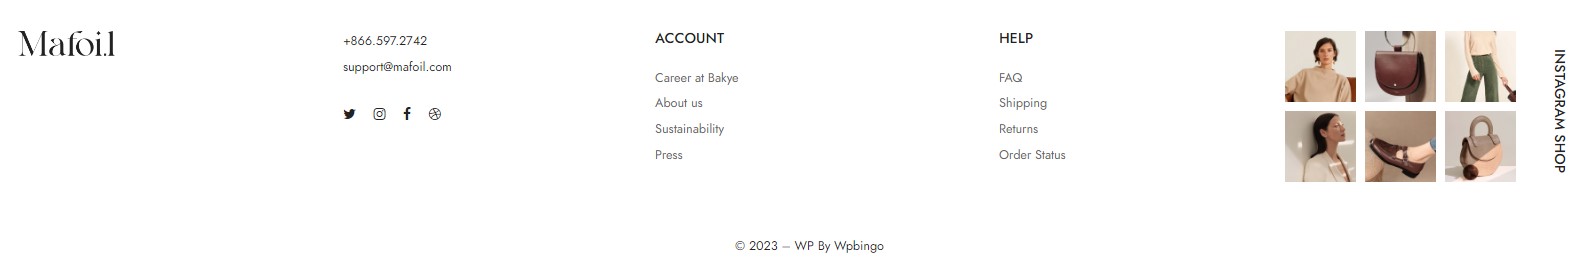 Mafoil
+866.597.2742
support@mafoil.com
ACCOUNT
Career at Bakye
About us
Sustainability
Press
HELP
FAQ
Shipping
Returns
Order Status
INSTAGRAM SHOP
© 2023 – WP By Wpbingo